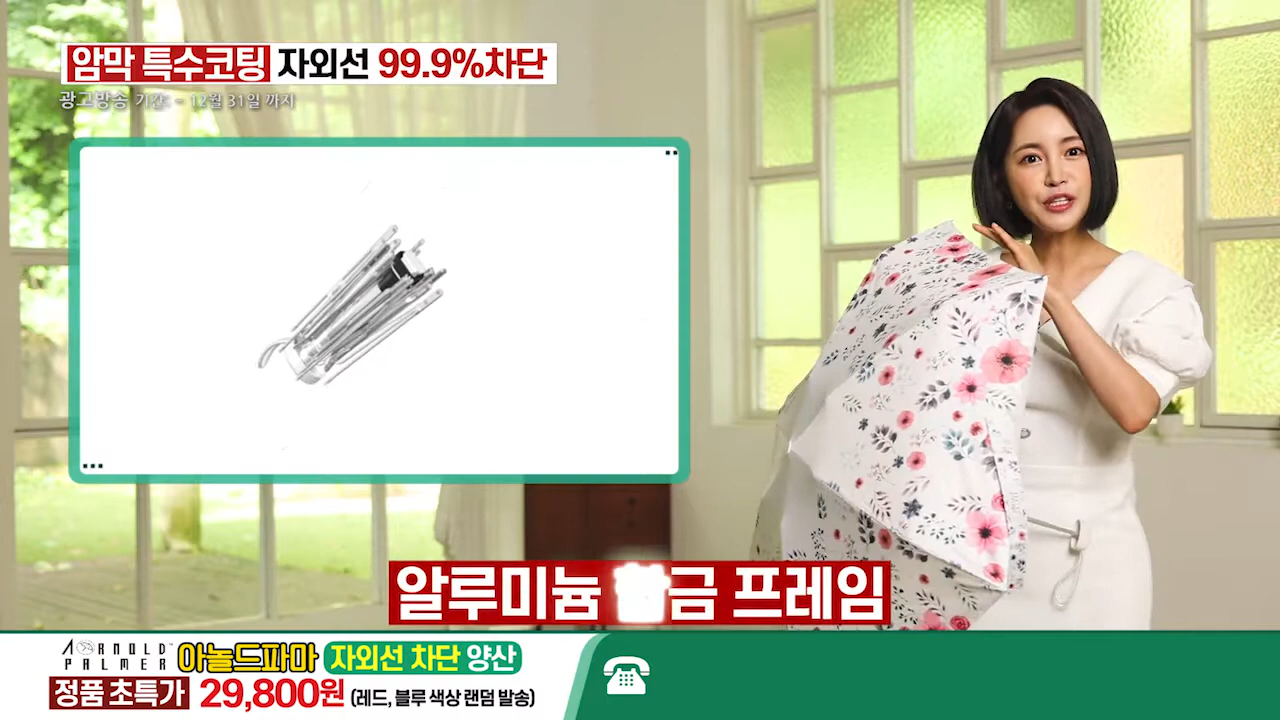 암막 특수코팅 자외선 99.9%차단
광고방송 기간: ~ 12월 31일 까지
알루미늄 금 프레임
ARNOLD PALMER 아놀드파마 자외선 차단 양산
정품 초특가 29,800원 (레드, 블루 색상 랜덤 발송)